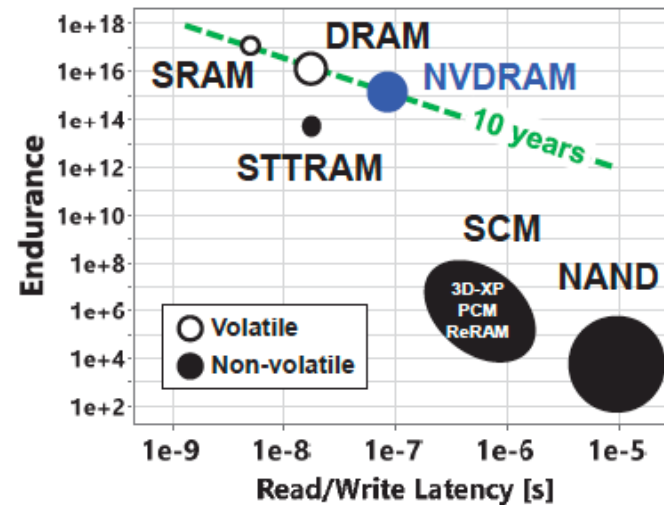 1e+18
1e+16
1e+14
1e+12
1e+10
1e+8
1e+6
1e+4
1e+2
Endurance
DRAM
SRAM
NVDRAM
10 years
STTRAM
SCM
NAND
3D-XP
PCM
ReRAM
Volatile
Non-volatile
1e-9 1e-8 1e-7 1e-6 1e-5
Read/Write Latency [s]